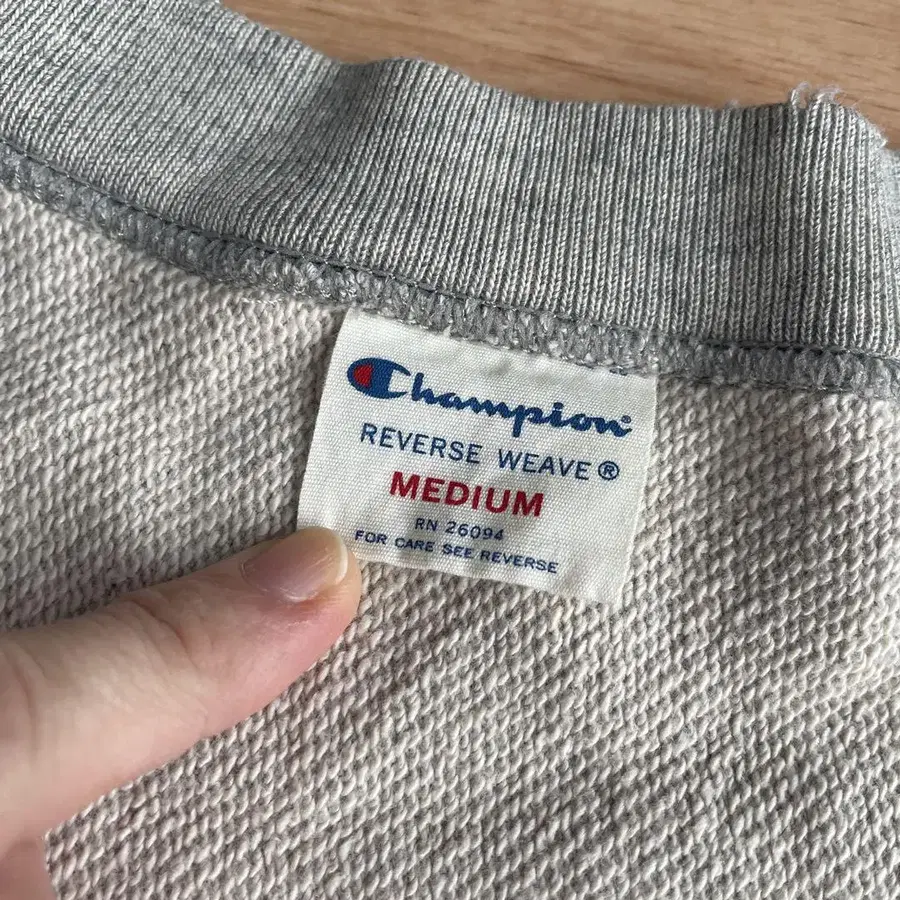 Champion®
REVERSE WEAVE®
MEDIUM
RN 26094
FOR CARE SEE REVERSE